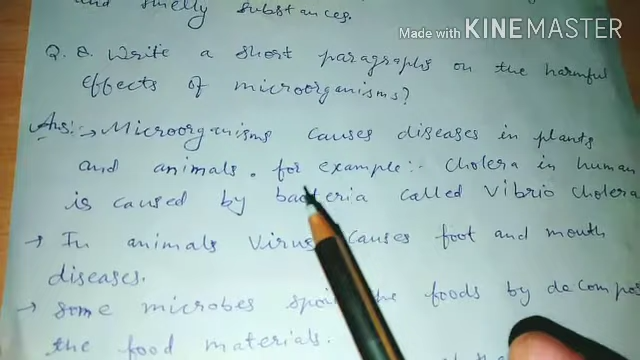 and smelly substances.
Made with KINEMASTER
Q. 8. Write a short paragraphs on the harmful
effects of microorganisms?
Ans:→ Microorganisms causes diseases in plants
and animals. for example:- Cholera in human
is caused by bacteria called Vibrio cholera
→ In animals Virus causes foot and mouth
diseases.
→ Some microbes the foods by decompos
the food materials.